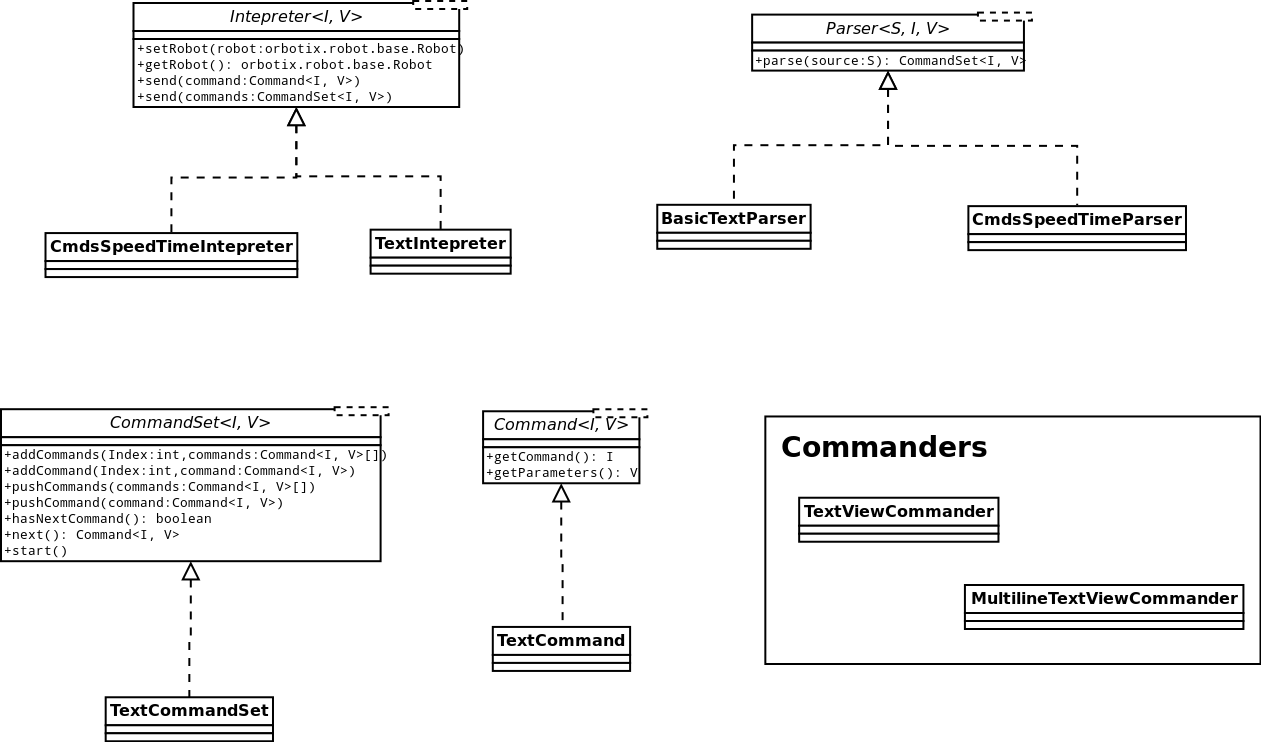 Intepreter<I, V>
+setRobot(robot:orbotix.robot.base.Robot)
+getRobot(): orbotix.robot.base.Robot
+send(command:Command<I, V>)
+send(commands:CommandSet<I, V>)
Parser<S, I, V>
+parse(source:S): CommandSet<I, V>
CmdsSpeedTimeIntepreter
TextIntepreter
BasicTextParser
CmdsSpeedTimeParser
CommandSet<I, V>
+addCommands(Index:int,commands:Command<I, V>[])
+addCommand(Index:int,command:Command<I, V>)
+pushCommands(commands:Command<I, V>[])
+pushCommand(command:Command<I, V>)
+hasNextCommand(): boolean
+next(): Command<I, V>
+start()
Command<I, V>
+getCommand(): I
+getParameters(): V
Commanders
TextViewCommander
MultilineTextViewCommander
TextCommand
TextCommandSet